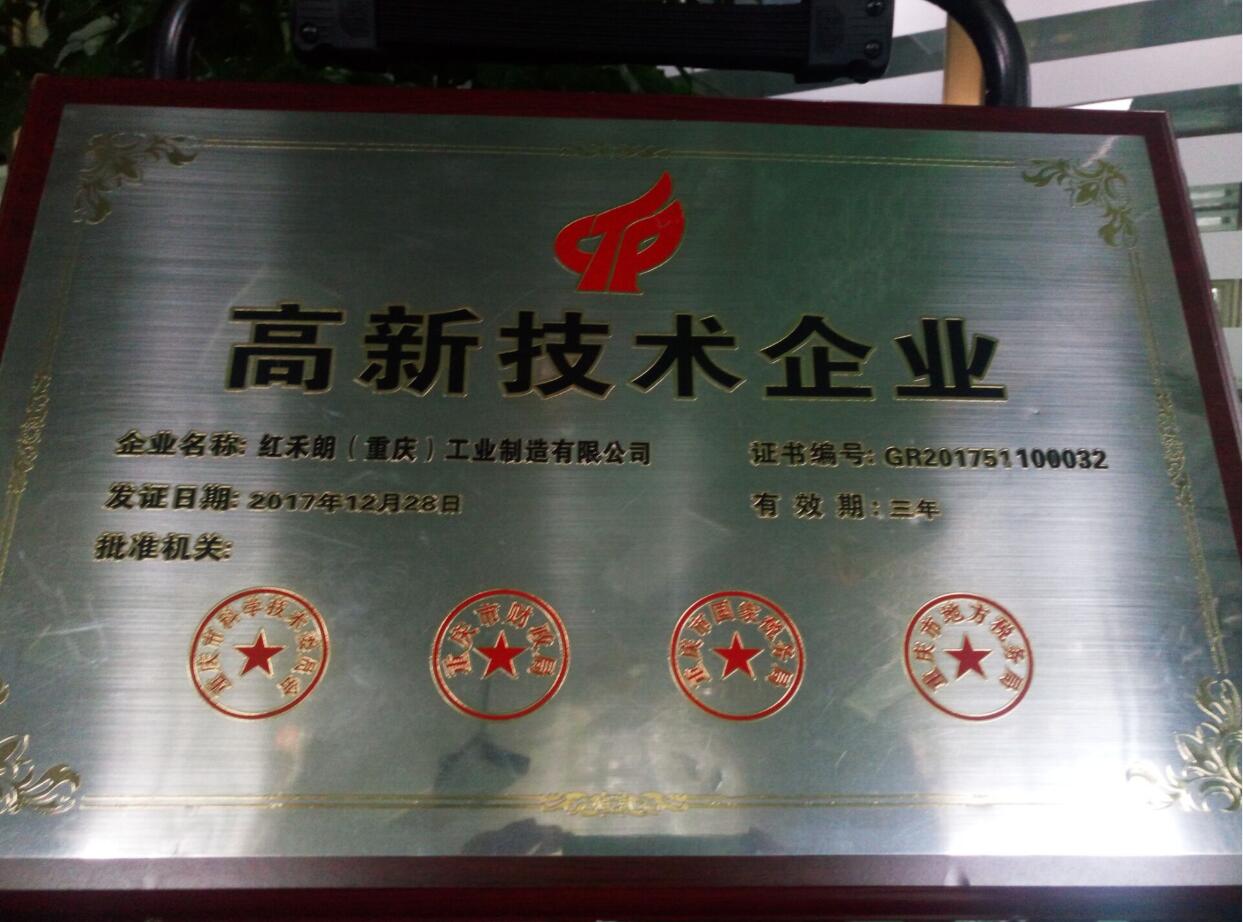 高新技术企业
企业名称: 红禾朗（重庆）工业制造有限公司
证书编号: GR201751100032
发证日期: 2017年12月28日
有 效 期: 三年
批准机关:
重庆市科学技术委员会
重庆市财政局
重庆市国家税务局
重庆市地方税务局